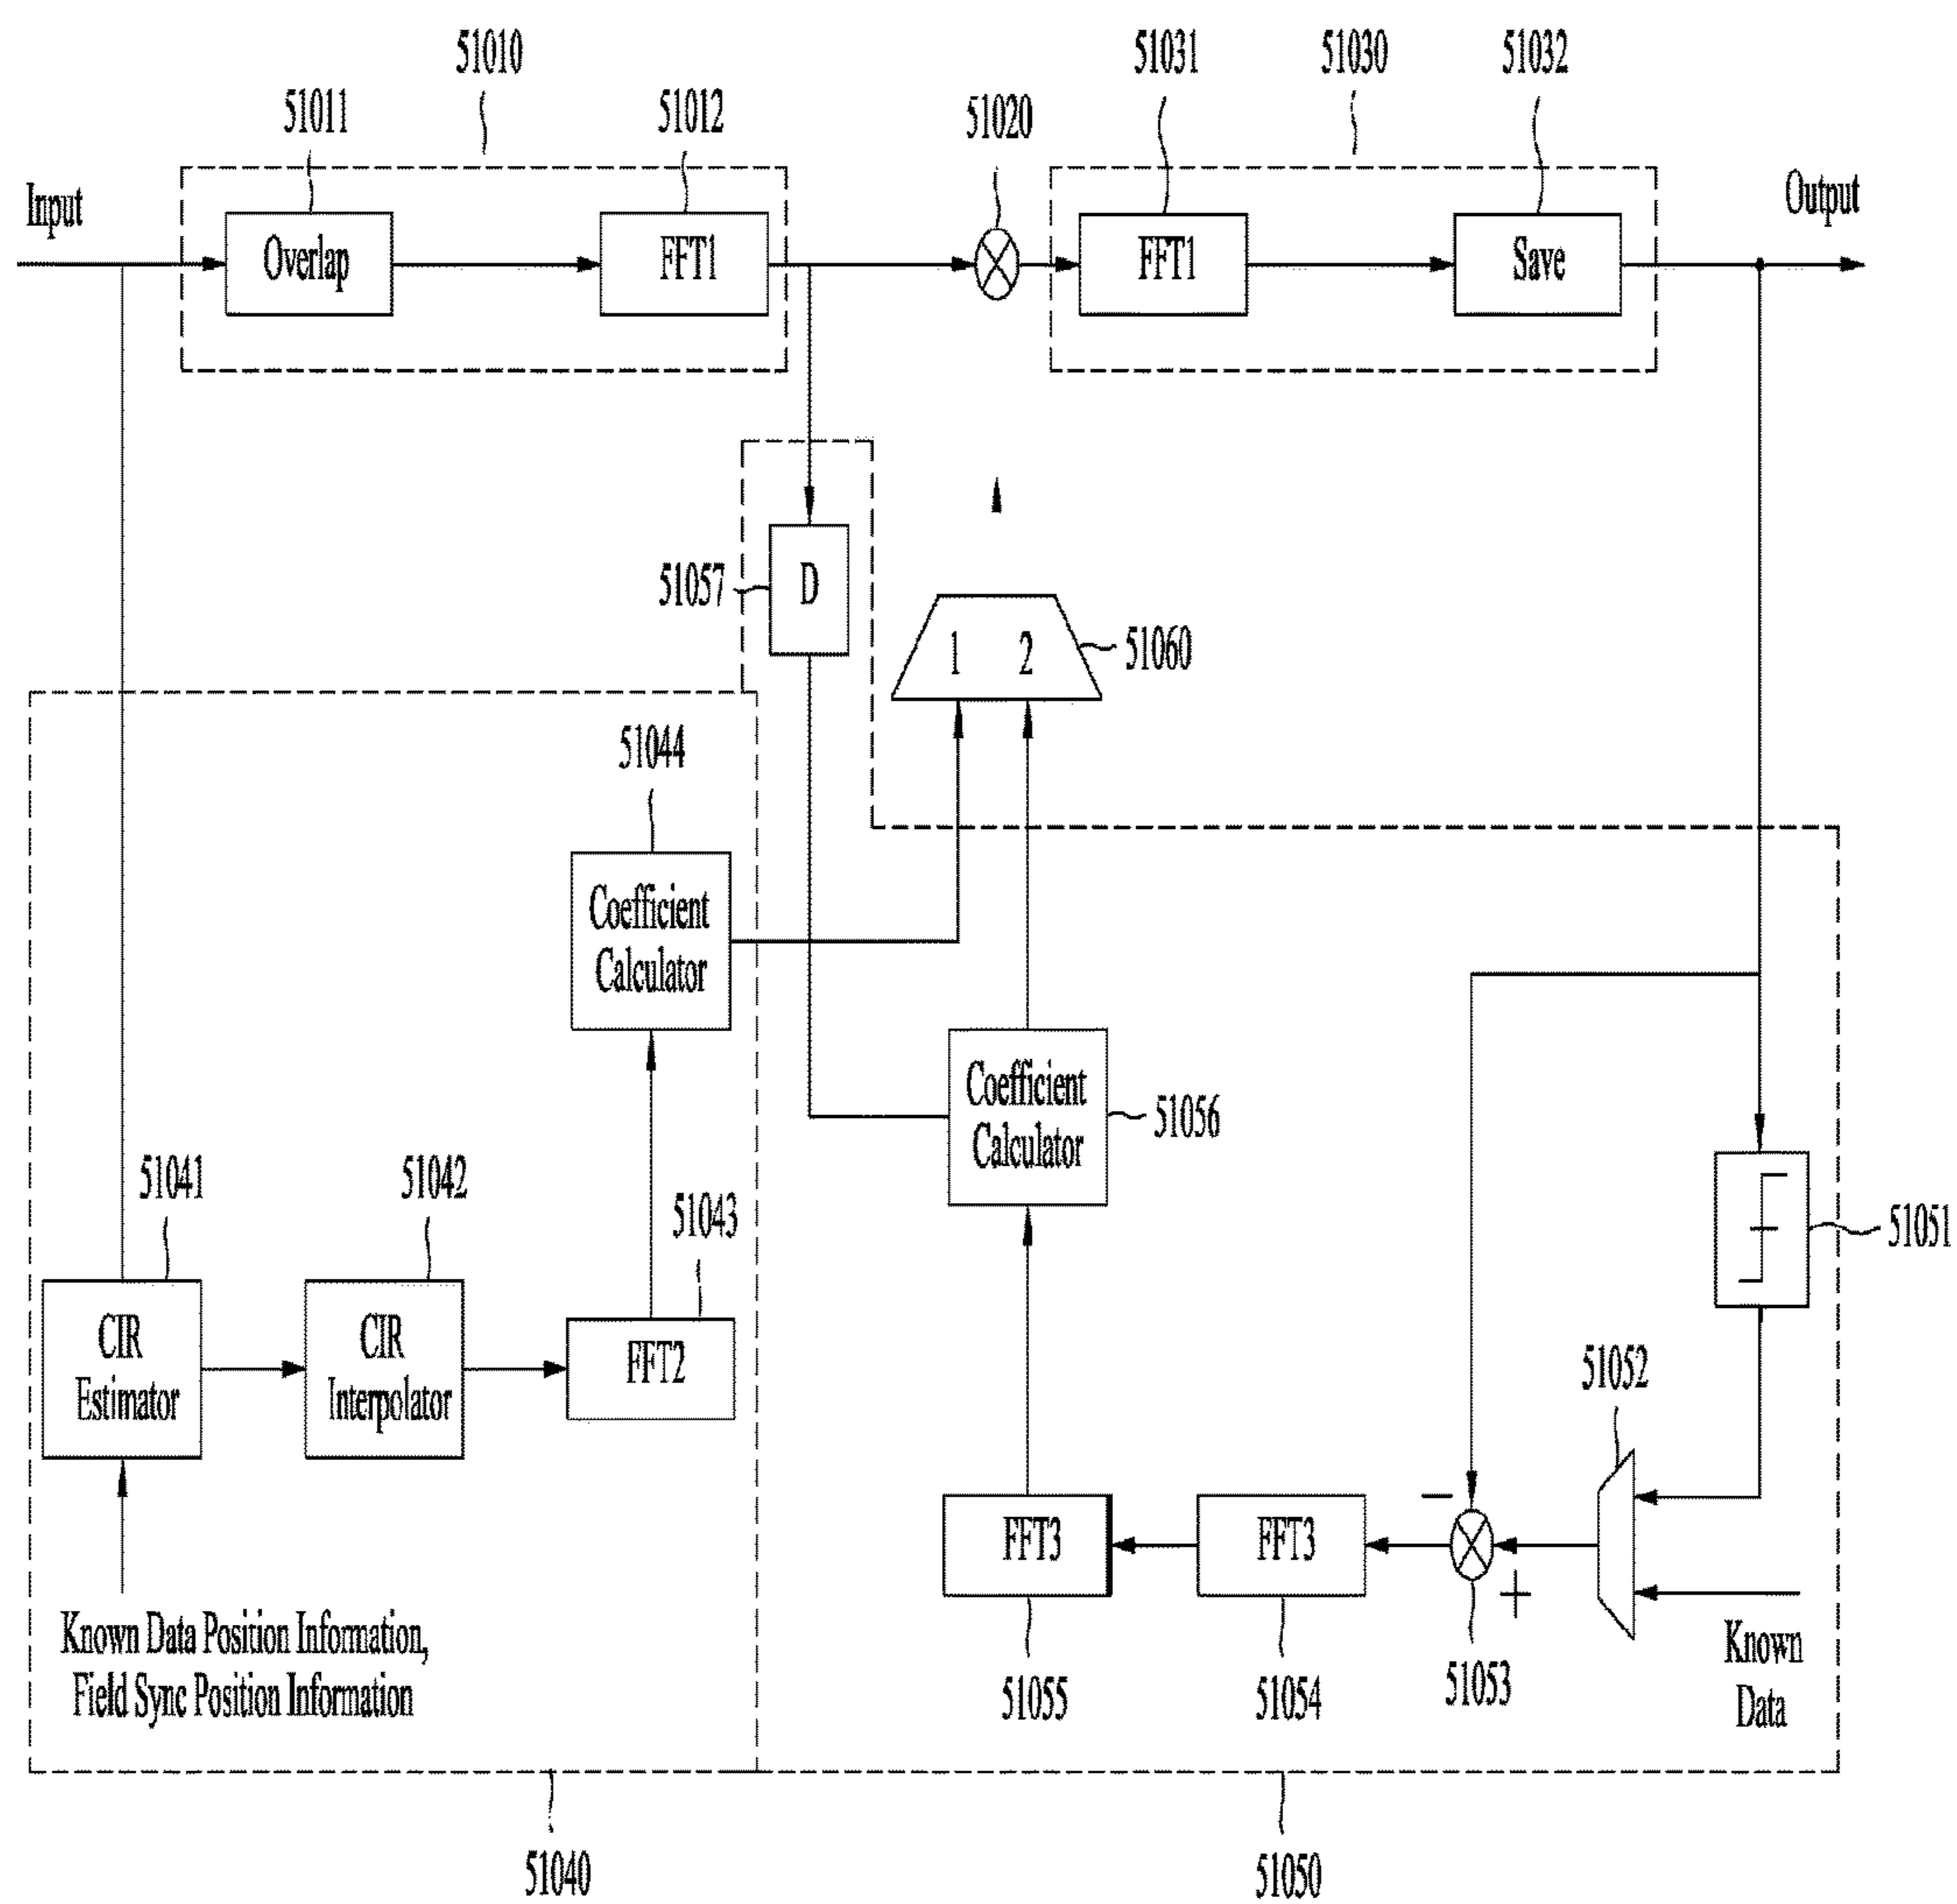 51010
51031
51030
51032
51011
51012
51020
Input
Output
Overlap
FFT1
FFT1
Save
51057
D
1 2
51060
51044
Coefficient
Calculator
Coefficient
Calculator
51056
51041
51042
51043
51051
CIR
Estimator
CIR
Interpolator
FFT2
51052
FFT3
FFT3
−
+
Known Data Position Information,
Field Sync Position Information
51055
51054
51053
Known
Data
51040
51050